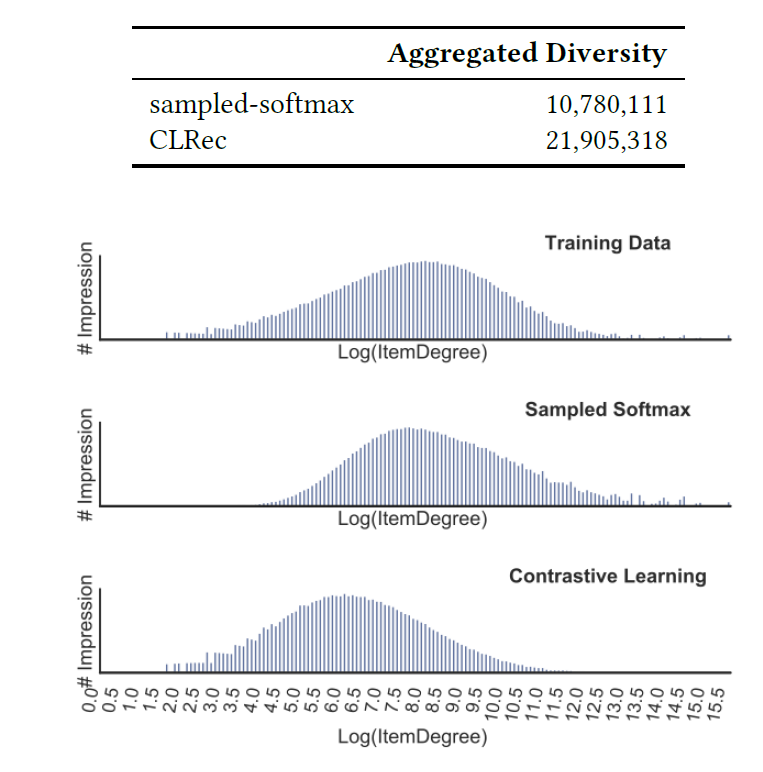 Aggregated Diversity
sampled-softmax 10,780,111
CLRec 21,905,318
Training Data
# Impression
Log(ItemDegree)
Sampled Softmax
# Impression
Log(ItemDegree)
Contrastive Learning
# Impression
0.0 0.5 1.0 1.5 2.0 2.5 3.0 3.5 4.0 4.5 5.0 5.5 6.0 6.5 7.0 7.5 8.0 8.5 9.0 9.5 10.0 10.5 11.0 11.5 12.0 12.5 13.0 13.5 14.0 14.5 15.0 15.5
Log(ItemDegree)